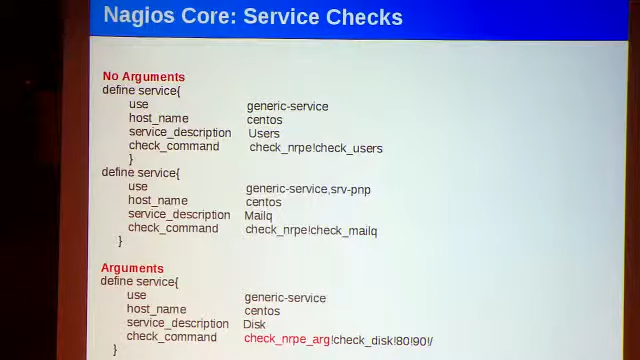 Nagios Core: Service Checks
No Arguments
define service{
use generic-service
host_name centos
service_description Users
check_command check_nrpe!check_users
}
define service{
use generic-service,srv-pnp
host_name centos
service_description Mailq
check_command check_nrpe!check_mailq
}
Arguments
define service{
use generic-service
host_name centos
service_description Disk
check_command check_nrpe_arg!check_disk!80!90!/
}